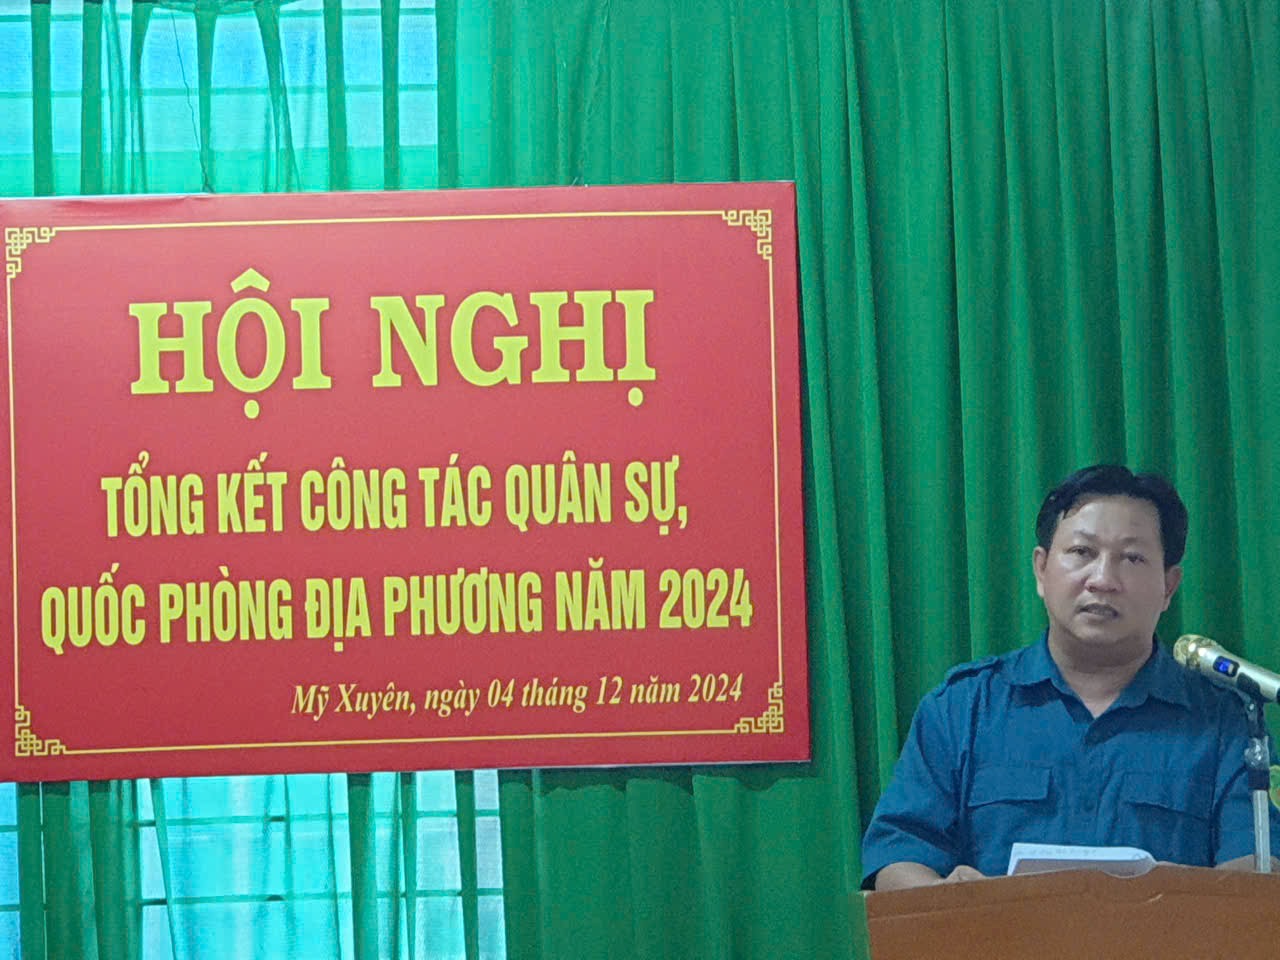 HỘI NGHỊ
TỔNG KẾT CÔNG TÁC QUÂN SỰ,
QUỐC PHÒNG ĐỊA PHƯƠNG NĂM 2024
Mỹ Xuyên, ngày 04 tháng 12 năm 2024